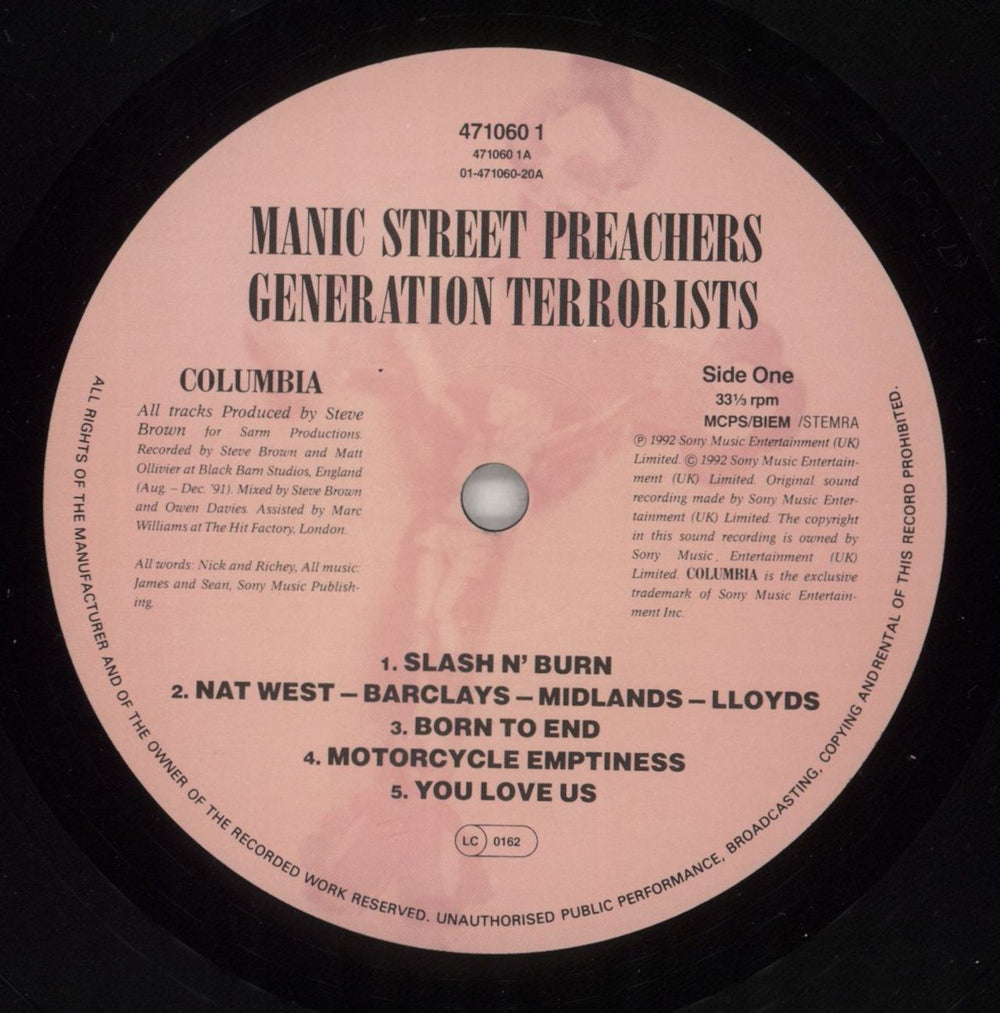 471060 1
471060 1A
01-471060-20A
MANIC STREET PREACHERS
GENERATION TERRORISTS
COLUMBIA
All tracks Produced by Steve
Brown for Sarm Productions.
Recorded by Steve Brown and Matt
Ollivier at Black Barn Studios, England
(Aug. – Dec. '91). Mixed by Steve Brown
and Owen Davies. Assisted by Marc
Williams at The Hit Factory, London.
All words: Nick and Richey, All music:
James and Sean, Sony Music Publish-
ing.
Side One
33⅓ rpm
MCPS/BIEM /STEMRA
℗ 1992 Sony Music Entertainment (UK)
Limited. © 1992 Sony Music Entertain-
ment (UK) Limited. Original sound
recording made by Sony Music Enter-
tainment (UK) Limited. The copyright
in this sound recording is owned by
Sony Music Entertainment (UK)
Limited. COLUMBIA is the exclusive
trademark of Sony Music Entertain-
ment Inc.
1. SLASH N' BURN
2. NAT WEST – BARCLAYS – MIDLANDS – LLOYDS
3. BORN TO END
4. MOTORCYCLE EMPTINESS
5. YOU LOVE US
LC 0162
ALL RIGHTS OF THE MANUFACTURER AND OF THE OWNER OF THE RECORDED WORK RESERVED. UNAUTHORISED PUBLIC PERFORMANCE, BROADCASTING, COPYING AND RENTAL OF THIS RECORD PROHIBITED.